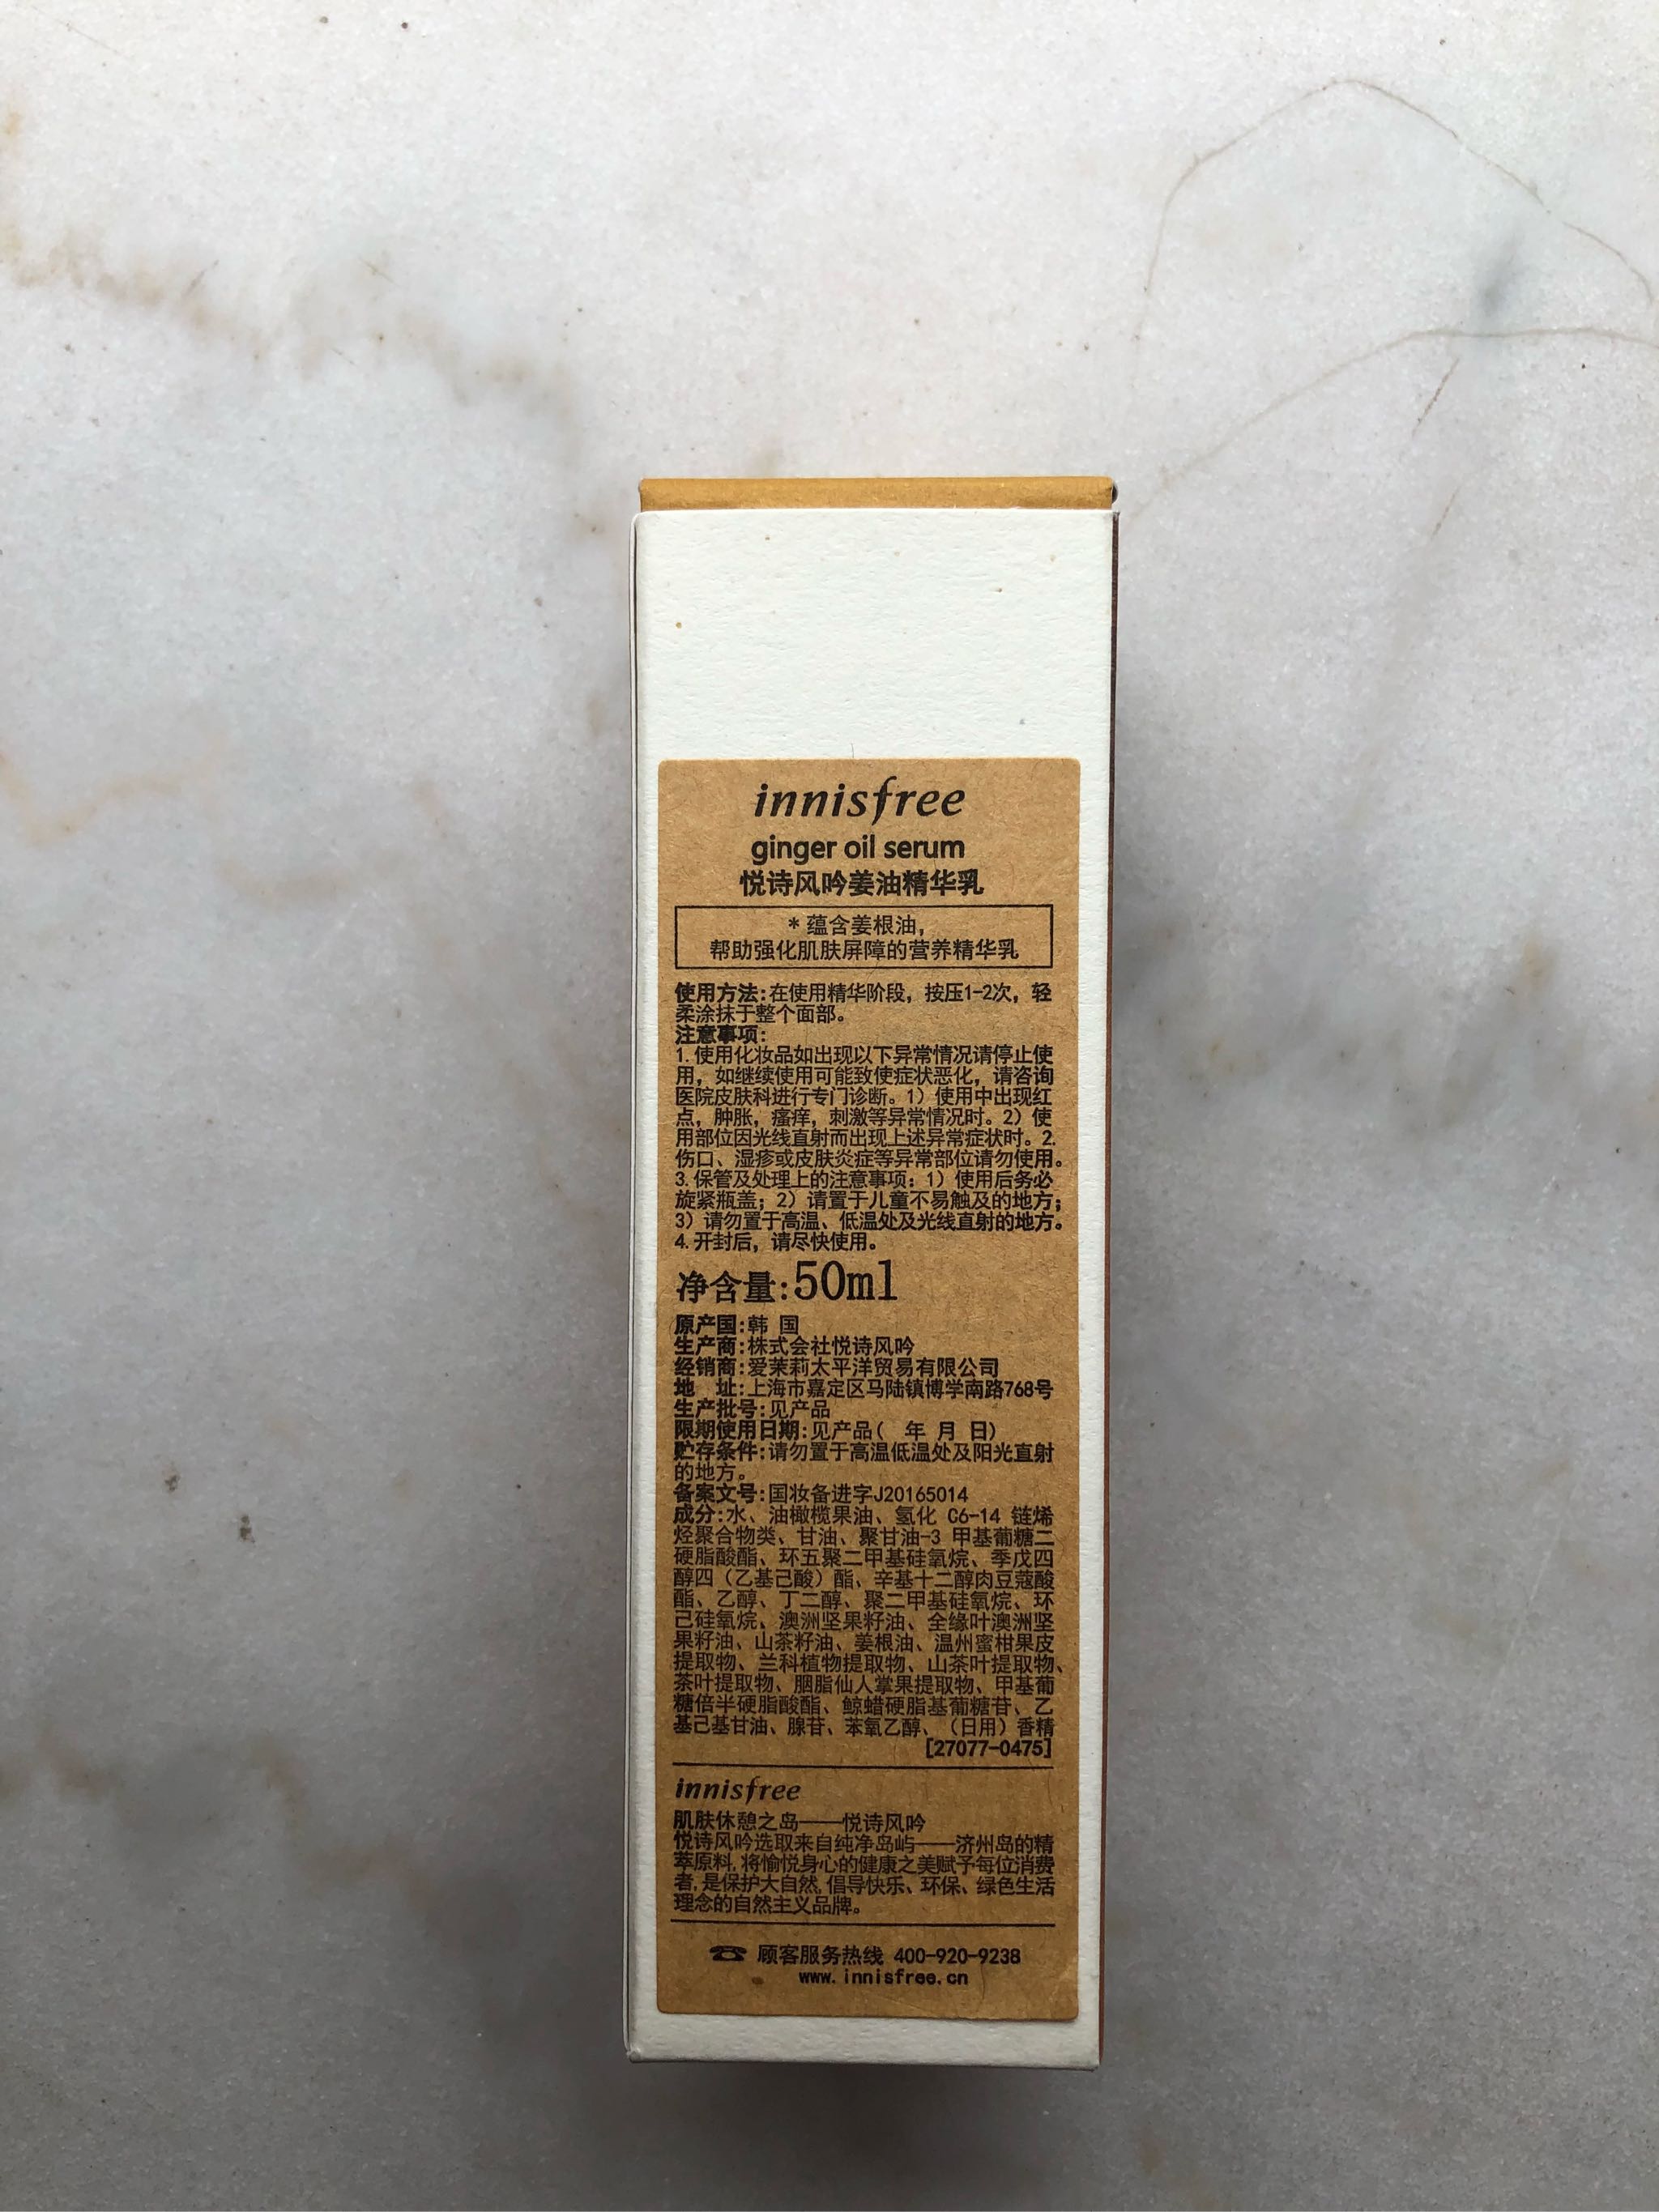 innisfree
ginger oil serum
悦诗风吟姜油精华乳
*蕴含姜根油,
帮助强化肌肤屏障的营养精华乳
使用方法:在使用精华阶段，按压1-2次，轻
柔涂抹于整个面部。
注意事项:
1.使用化妆品如出现以下异常情况请停止使
用，如继续使用可能致使症状恶化，请咨询
医院皮肤科进行专门诊断。1）使用中出现红
点，肿胀，瘙痒，刺激等异常情况时。2）使
用部位因光线直射而出现上述异常症状时。2.
伤口、湿疹或皮肤炎症等异常部位请勿使用。
3.保管及处理上的注意事项：1）使用后务必
旋紧瓶盖；2）请置于儿童不易触及的地方；
3）请勿置于高温、低温处及光线直射的地方。
4.开封后，请尽快使用。
净含量:50ml
原产国:韩 国
生产商:株式会社悦诗风吟
经销商:爱茉莉太平洋贸易有限公司
地 址:上海市嘉定区马陆镇博学南路768号
生产批号:见产品
限期使用日期:见产品( 年 月 日)
贮存条件:请勿置于高温低温处及阳光直射
的地方。
备案文号:国妆备进字J20165014
成分:水、油橄榄果油、氢化 C6-14 链烯
烃聚合物类、甘油、聚甘油-3 甲基葡糖二
硬脂酸酯、环五聚二甲基硅氧烷、季戊四
醇四（乙基己酸）酯、辛基十二醇肉豆蔻酸
酯、乙醇、丁二醇、聚二甲基硅氧烷、环
己硅氧烷、澳洲坚果籽油、全缘叶澳洲坚
果籽油、山茶籽油、姜根油、温州蜜柑果皮
提取物、兰科植物提取物、山茶叶提取物、
茶叶提取物、胭脂仙人掌果提取物、甲基葡
糖倍半硬脂酸酯、鲸蜡硬脂基葡糖苷、乙
基己基甘油、腺苷、苯氧乙醇、（日用）香精
[27077-0475]
innisfree
肌肤休憩之岛——悦诗风吟
悦诗风吟选取来自纯净岛屿——济州岛的精
萃原料,将愉悦身心的健康之美赋予每位消费
者,是保护大自然,倡导快乐、环保、绿色生活
理念的自然主义品牌。
☎ 顾客服务热线 400-920-9238
www.innisfree.cn